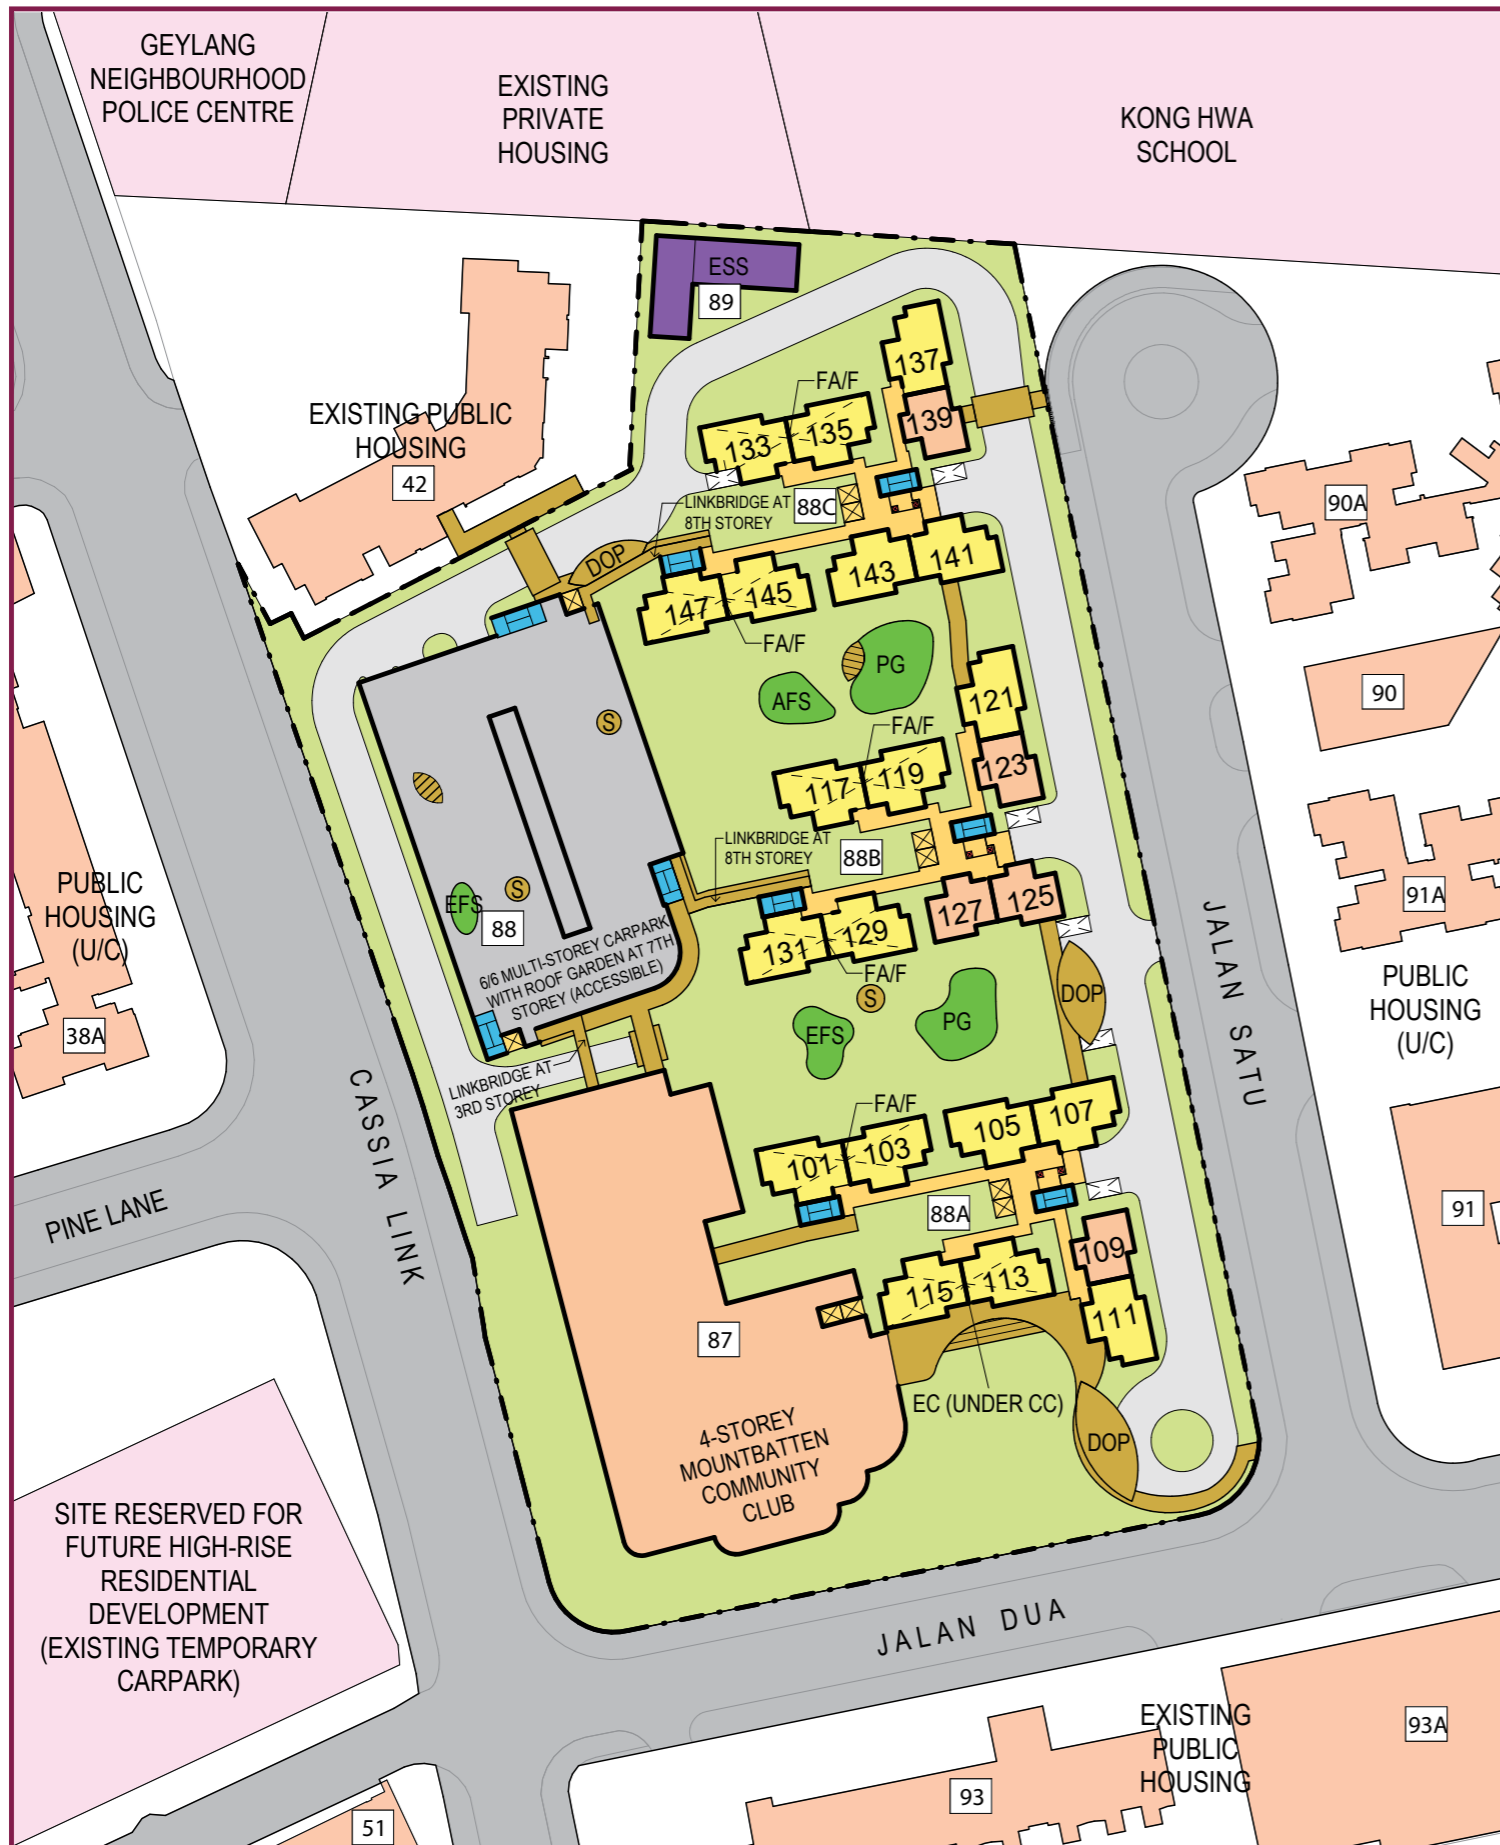 GEYLANG
NEIGHBOURHOOD
POLICE CENTRE
EXISTING
PRIVATE
HOUSING
KONG HWA
SCHOOL
ESS
89
137
FA/F
139
133
135
EXISTING PUBLIC
HOUSING
42
LINKBRIDGE AT
8TH STOREY
88C
90A
DOP
143
141
147
145
FA/F
PG
AFS
121
90
S
FA/F
123
117
119
LINKBRIDGE AT
8TH STOREY
88B
PUBLIC
HOUSING
(U/C)
EFS
S
88
127
125
91A
131
129
FA/F
6/6 MULTI-STOREY CARPARK
WITH ROOF GARDEN AT 7TH
STOREY (ACCESSIBLE)
S
DOP
PG
EFS
PUBLIC
HOUSING
(U/C)
38A
JALAN SATU
LINKBRIDGE AT
3RD STOREY
FA/F
105
107
101
103
CASSIA LINK
PINE LANE
88A
91
109
115
113
111
87
EC (UNDER CC)
4-STOREY
MOUNTBATTEN
COMMUNITY
CLUB
DOP
SITE RESERVED FOR
FUTURE HIGH-RISE
RESIDENTIAL
DEVELOPMENT
(EXISTING TEMPORARY
CARPARK)
JALAN DUA
EXISTING
PUBLIC
HOUSING
93A
93
51